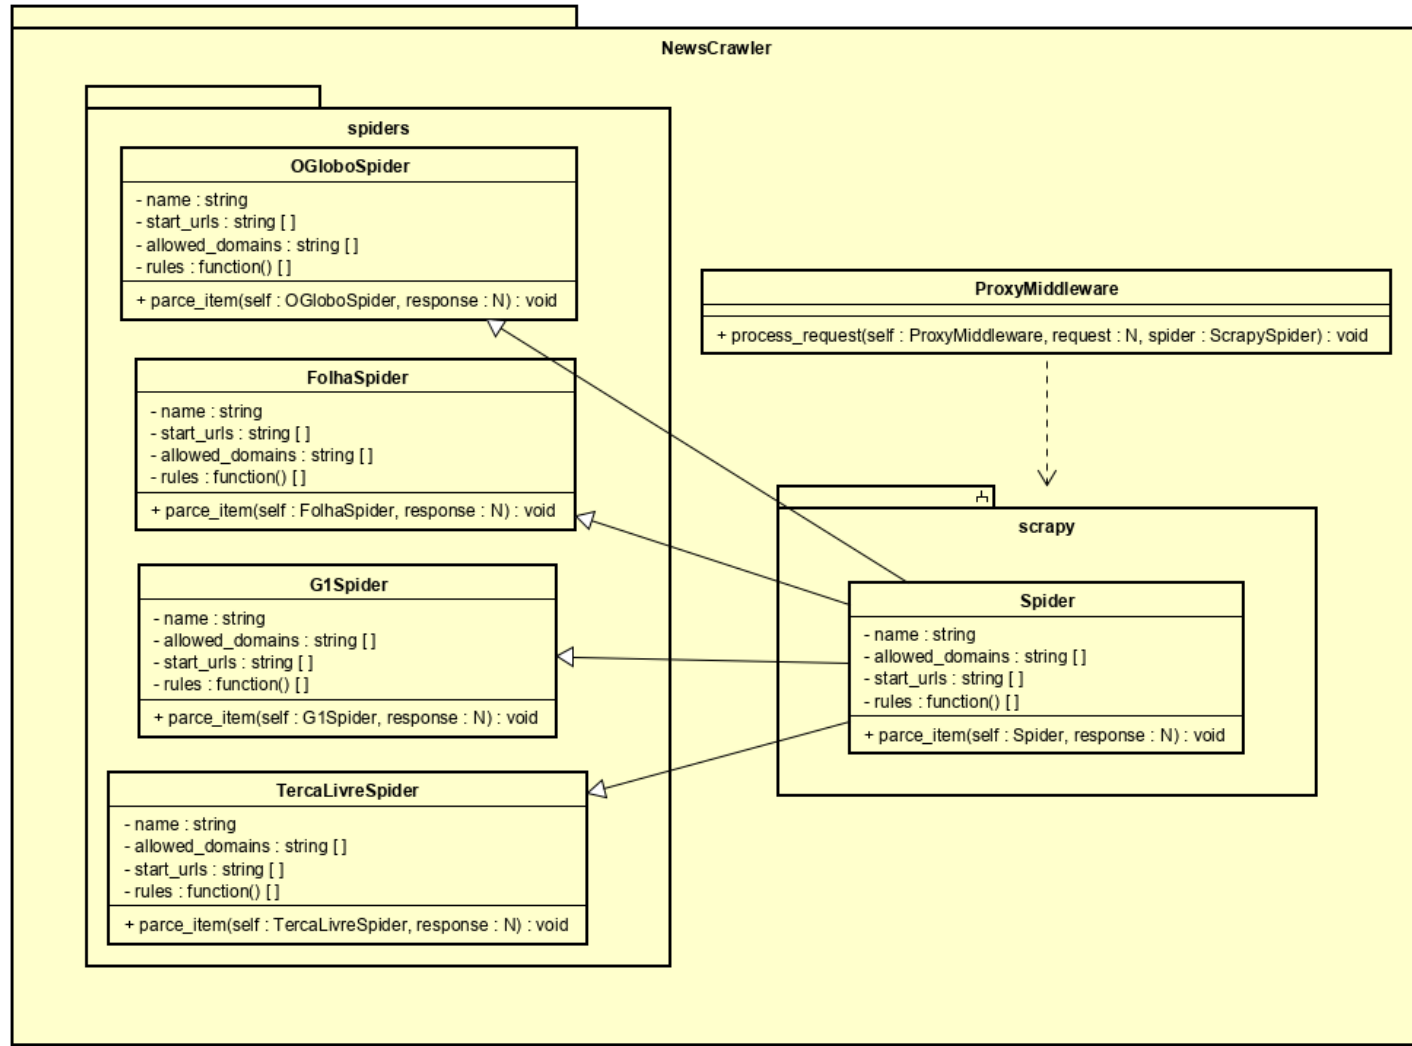 NewsCrawler
spiders
OGloboSpider
- name : string
- start_urls : string [ ]
- allowed_domains : string [ ]
- rules : function() [ ]
+ parce_item(self : OGloboSpider, response : N) : void
FolhaSpider
- name : string
- start_urls : string [ ]
- allowed_domains : string [ ]
- rules : function() [ ]
+ parce_item(self : FolhaSpider, response : N) : void
G1Spider
- name : string
- allowed_domains : string [ ]
- start_urls : string [ ]
- rules : function() [ ]
+ parce_item(self : G1Spider, response : N) : void
TercaLivreSpider
- name : string
- allowed_domains : string [ ]
- start_urls : string [ ]
- rules : function() [ ]
+ parce_item(self : TercaLivreSpider, response : N) : void
ProxyMiddleware
+ process_request(self : ProxyMiddleware, request : N, spider : ScrapySpider) : void
scrapy
Spider
- name : string
- allowed_domains : string [ ]
- start_urls : string [ ]
- rules : function() [ ]
+ parce_item(self : Spider, response : N) : void